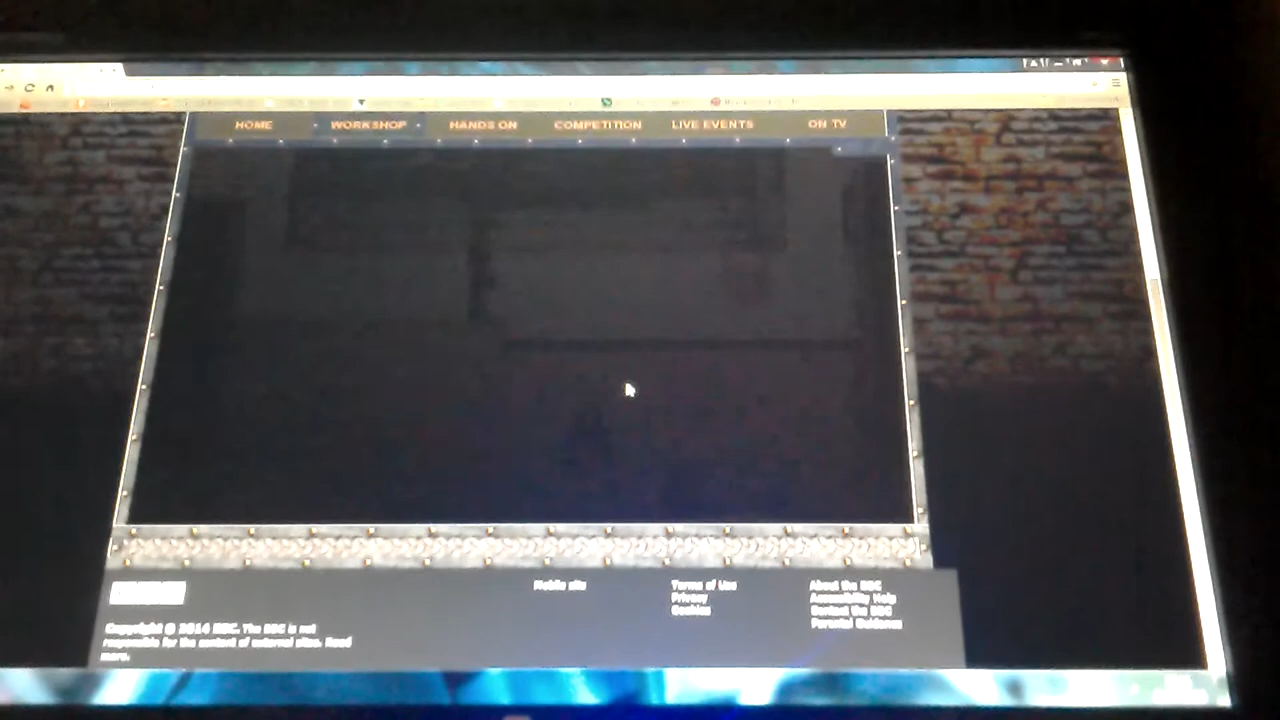 HOME WORKSHOP HANDS ON COMPETITION LIVE EVENTS ON TV
Mobile site Terms of Use About the BBC
Privacy Accessibility Help
Cookies Contact the BBC
Parental Guidance
Copyright © 2014 BBC. The BBC is not
responsible for the content of external sites. Read
more.